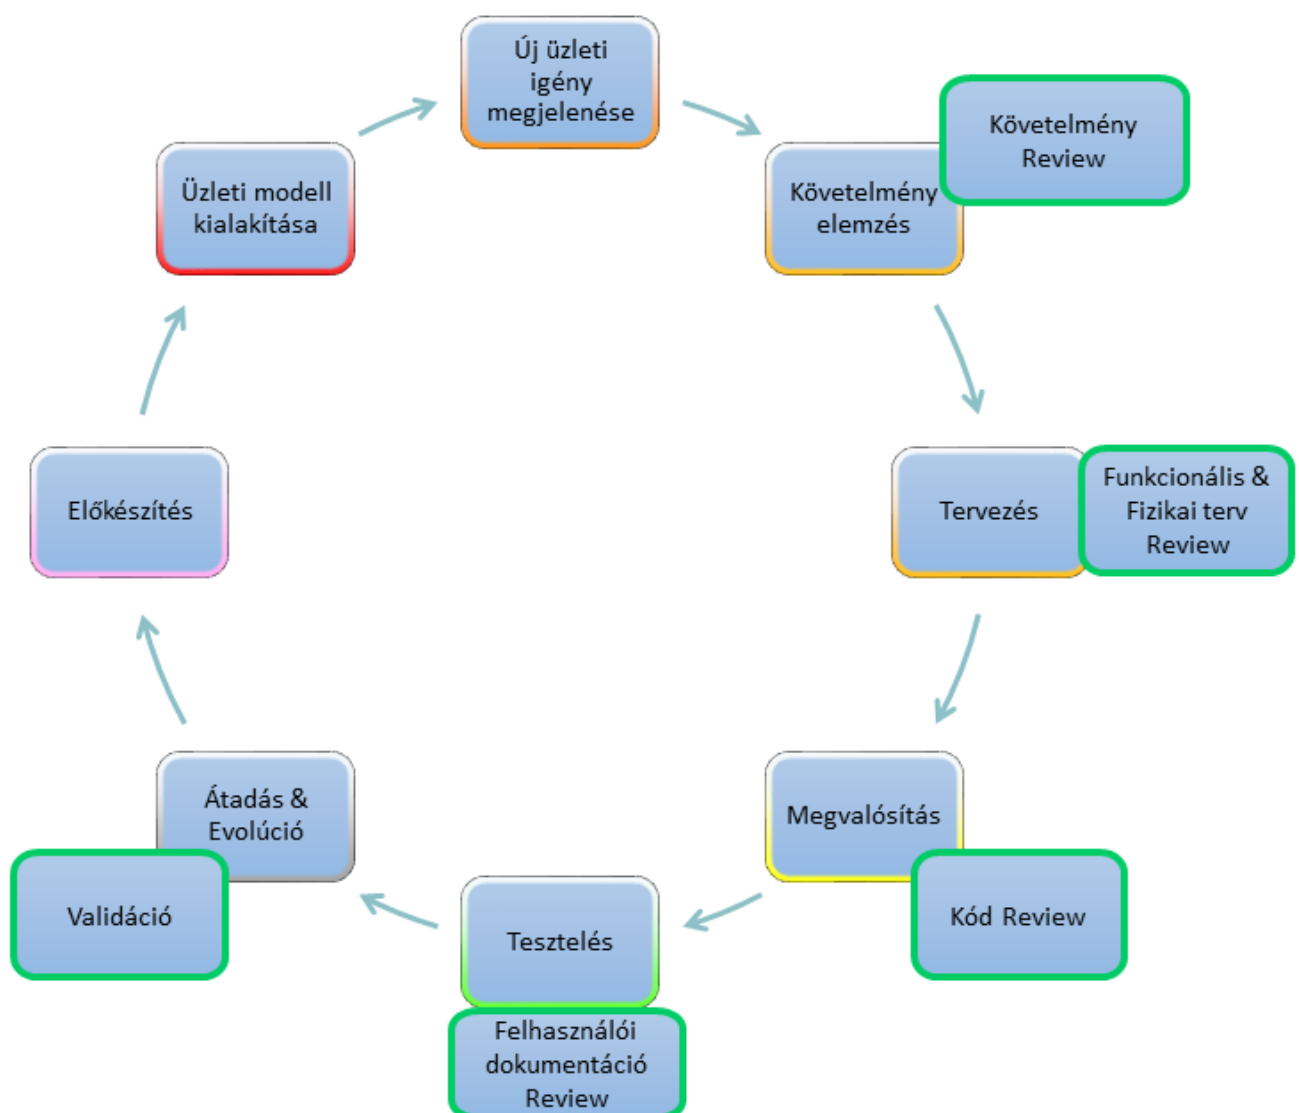 Új üzleti
igény
megjelenése
Követelmény
Review
Követelmény
elemzés
Üzleti modell
kialakítása
Funkcionális &
Fizikai terv
Review
Tervezés
Előkészítés
Megvalósítás
Kód Review
Átadás &
Evolúció
Validáció
Tesztelés
Felhasználói
dokumentáció
Review